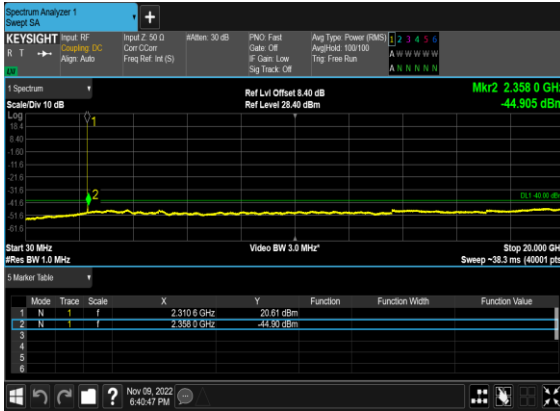 Spectrum Analyzer 1
Swept SA
+
KEYSIGHT Input: RF Input Z: 50 Ω #Atten: 30 dB PNO: Fast Avg Type: Power (RMS) 1 2 3 4 5 6
R T Coupling: DC Corr CCorr Gate: Off Avg|Hold: 100/100 A W W W W W
Align: Auto Freq Ref: Int (S) IF Gain: Low Trig: Free Run
Sig Track: Off A N N N N N
1 Spectrum Ref Lvl Offset 8.40 dB Mkr2 2.358 0 GHz
Scale/Div 10 dB Ref Level 28.40 dBm -44.905 dBm
Log
1
18.4
8.40
-1.60
-11.6
-21.6
-31.6
2
DL1 -40.00 dBm
-41.6
-51.6
-61.6
Start 30 MHz Video BW 3.0 MHz* Stop 20.000 GHz
#Res BW 1.0 MHz Sweep ~38.3 ms (40001 pts)
5 Marker Table
Mode Trace Scale X Y Function Function Width Function Value
1 N 1 f 2.310 6 GHz 20.61 dBm
2 N 1 f 2.358 0 GHz -44.90 dBm
3
4
5
6
? Nov 09, 2022
6:40:47 PM